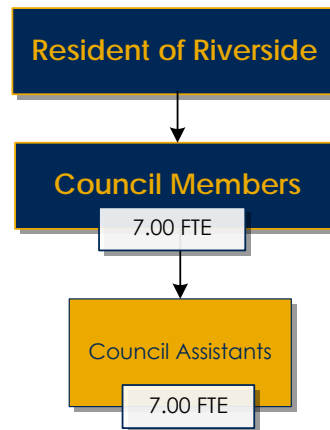 Resident of Riverside
Council Members
7.00 FTE
Council Assistants
7.00 FTE